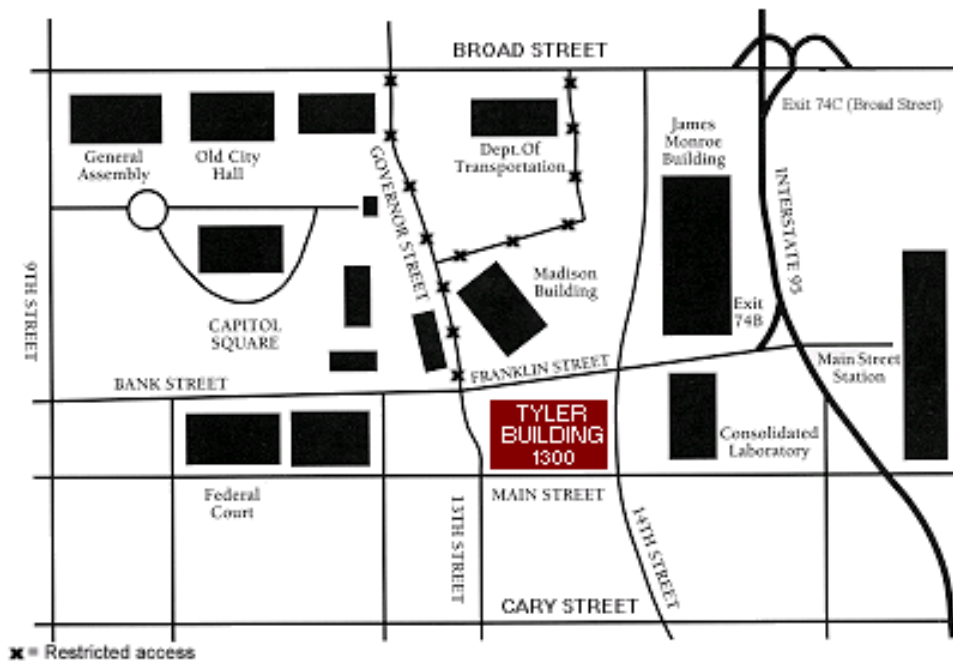 BROAD STREET
Exit 74C (Broad Street)
General
Assembly
Old City
Hall
GOVERNOR STREET
Dept. Of
Transportation
James
Monroe
Building
INTERSTATE 95
9TH STREET
CAPITOL
SQUARE
Madison
Building
Exit
74B
Main Street
Station
BANK STREET
FRANKLIN STREET
TYLER
BUILDING
1300
Consolidated
Laboratory
Federal
Court
MAIN STREET
13TH STREET
14TH STREET
CARY STREET
x = Restricted access